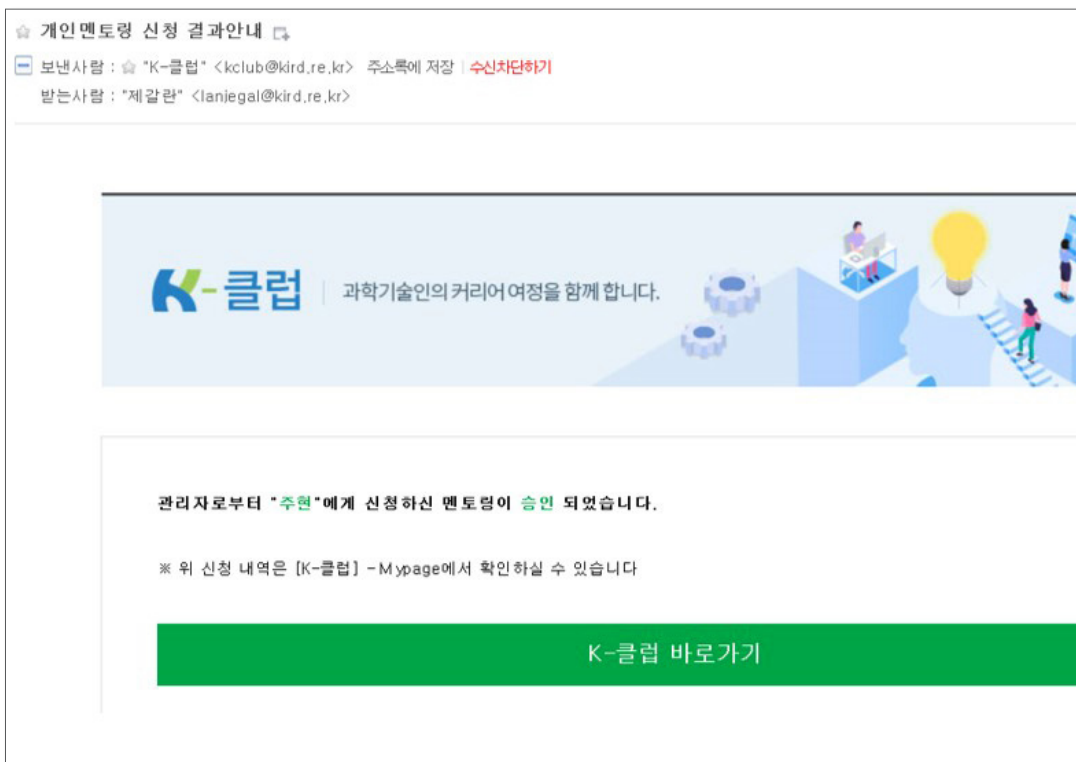 개인멘토링 신청 결과안내
보낸사람 : "K-클럽" <kclub@kird.re.kr> 주소록에 저장 | 수신차단하기
받는사람 : "제갈란" <lanjegal@kird.re.kr>
K-클럽 | 과학기술인의 커리어 여정을 함께 합니다.
관리자로부터 "주현"에게 신청하신 멘토링이 승인 되었습니다.
※ 위 신청 내역은 [K-클럽] -Mypage에서 확인하실 수 있습니다
K-클럽 바로가기